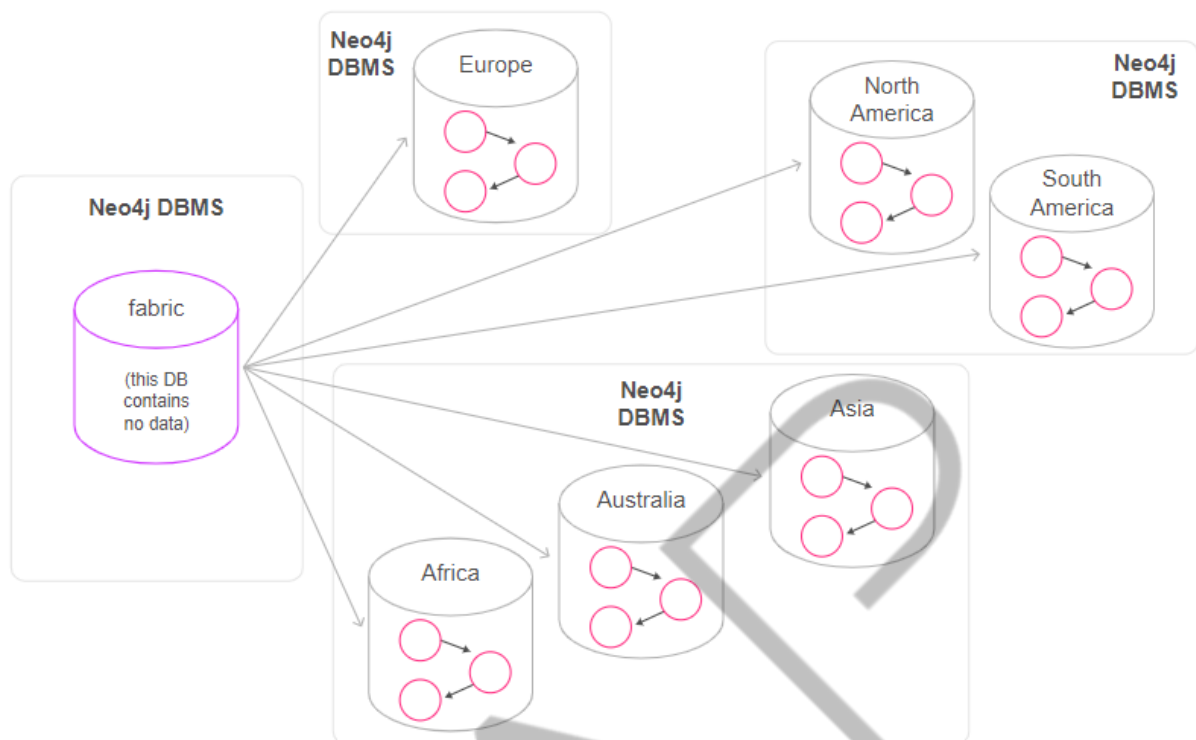 Neo4j
DBMS
Europe
Neo4j
DBMS
North
America
South
America
Neo4j DBMS
fabric
(this DB
contains
no data)
Neo4j
DBMS
Asia
Australia
Africa